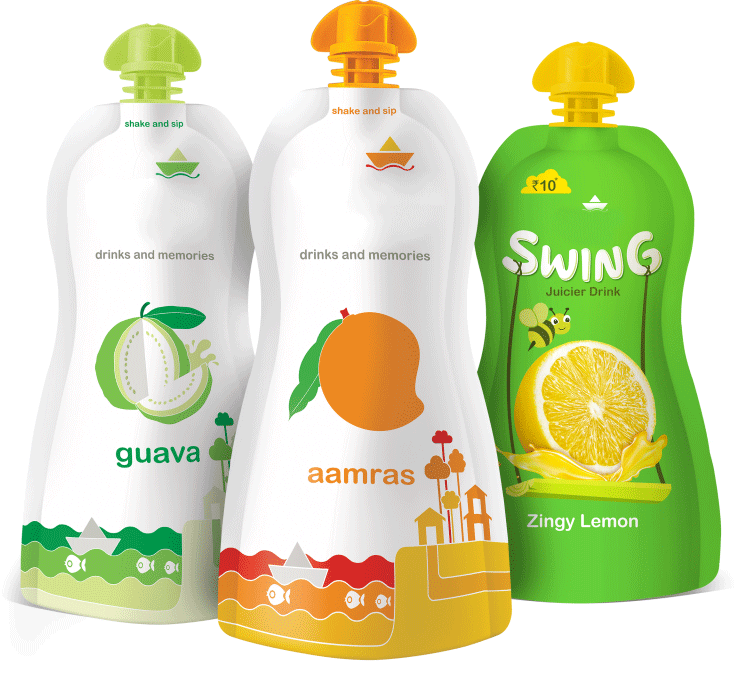 shake and sip
drinks and memories
guava
shake and sip
drinks and memories
aamras
₹10*
SWING
Juicier Drink
Zingy Lemon